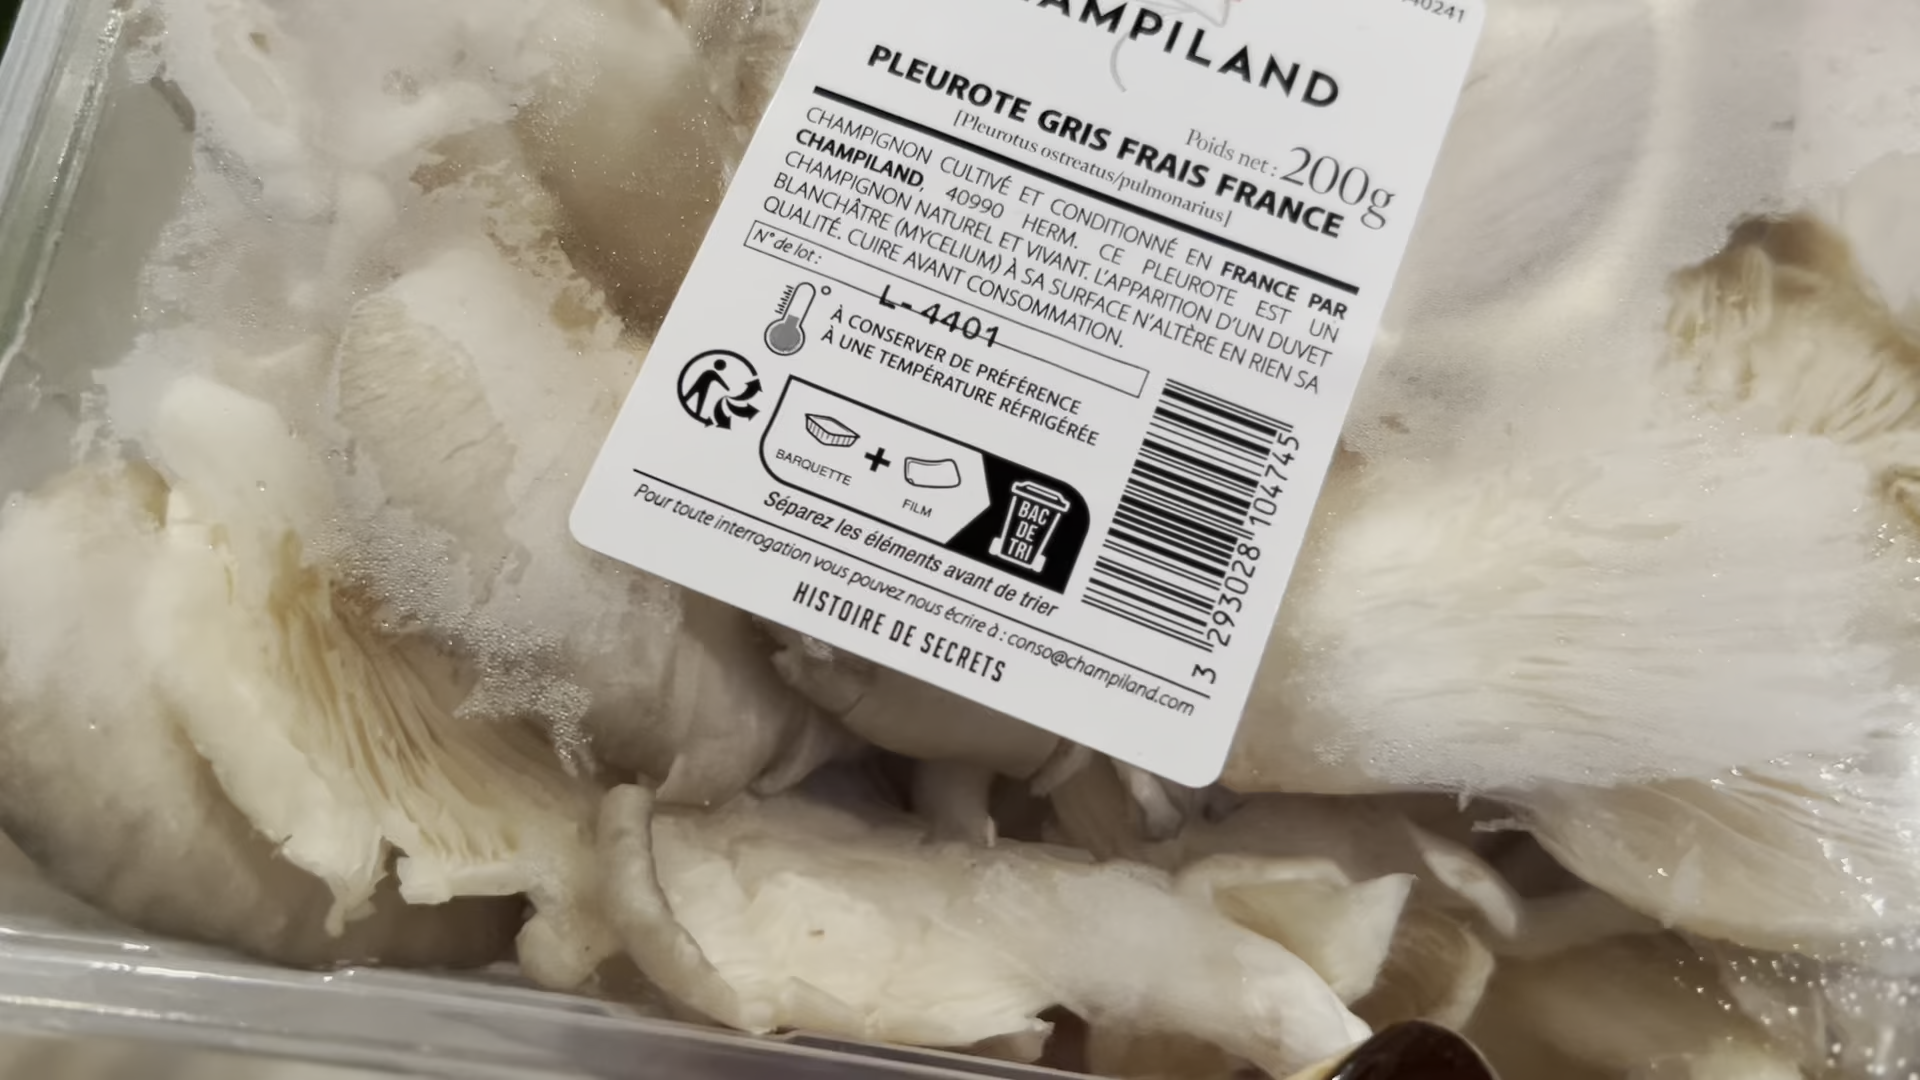 HAMPILAND
Poids net : 200g
PLEUROTE GRIS FRAIS FRANCE
[Pleurotus ostreatus/pulmonarius]
CHAMPIGNON CULTIVÉ ET CONDITIONNÉ EN FRANCE PAR
CHAMPILAND, 40990 HERM. CE PLEUROTE EST UN
CHAMPIGNON NATUREL ET VIVANT. L'APPARITION D'UN DUVET
BLANCHÂTRE (MYCELIUM) À SA SURFACE N'ALTÈRE EN RIEN SA
QUALITÉ. CUIRE AVANT CONSOMMATION.
N° de lot :
L-4401
À CONSERVER DE PRÉFÉRENCE
À UNE TEMPÉRATURE RÉFRIGÉRÉE
BARQUETTE + FILM
BAC
DE
TRI
Séparez les éléments avant de trier
3 293028 104745
Pour toute interrogation vous pouvez nous écrire à : conso@champiland.com
HISTOIRE DE SECRETS